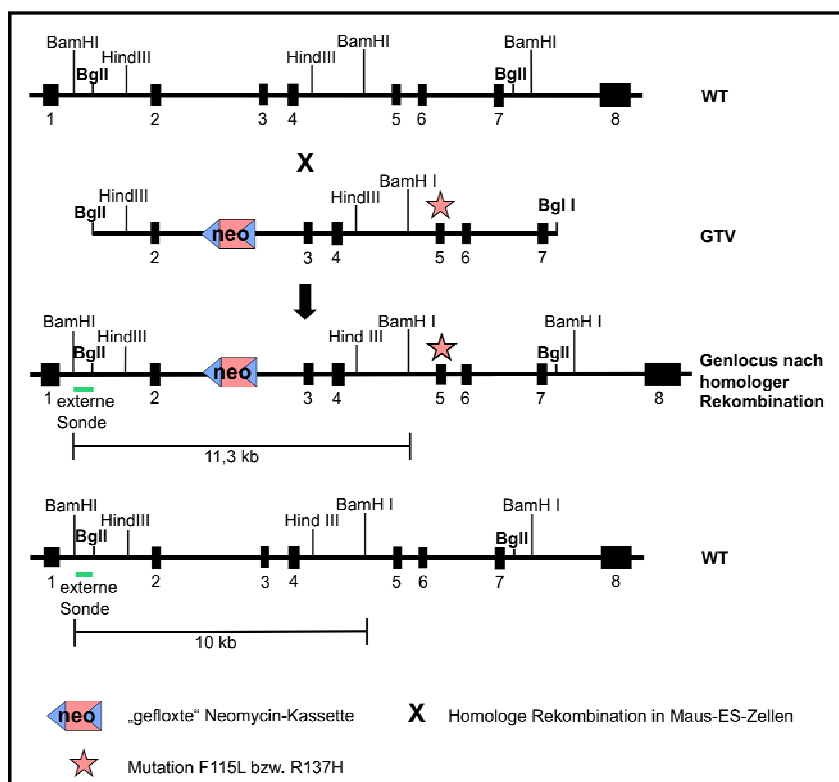 BamHI HindIII HindIII BamHI BamHI
BglI BglI
WT
1 2 3 4 5 6 7 8
X
BglI HindIII neo HindIII BamH I Bgl I
GTV
2 3 4 5 6 7
BamHI HindIII Hind III BamH I BamH I
BglI neo BglI
Genlocus nach
homologer
Rekombination
1 2 3 4 5 6 7 8
externe
Sonde
11,3 kb
BamHI HindIII Hind III BamH I BamH I
BglI BglI
WT
1 2 3 4 5 6 7 8
externe
Sonde
10 kb
neo „gefloxte“ Neomycin-Kassette
X Homologe Rekombination in Maus-ES-Zellen
Mutation F115L bzw. R137H